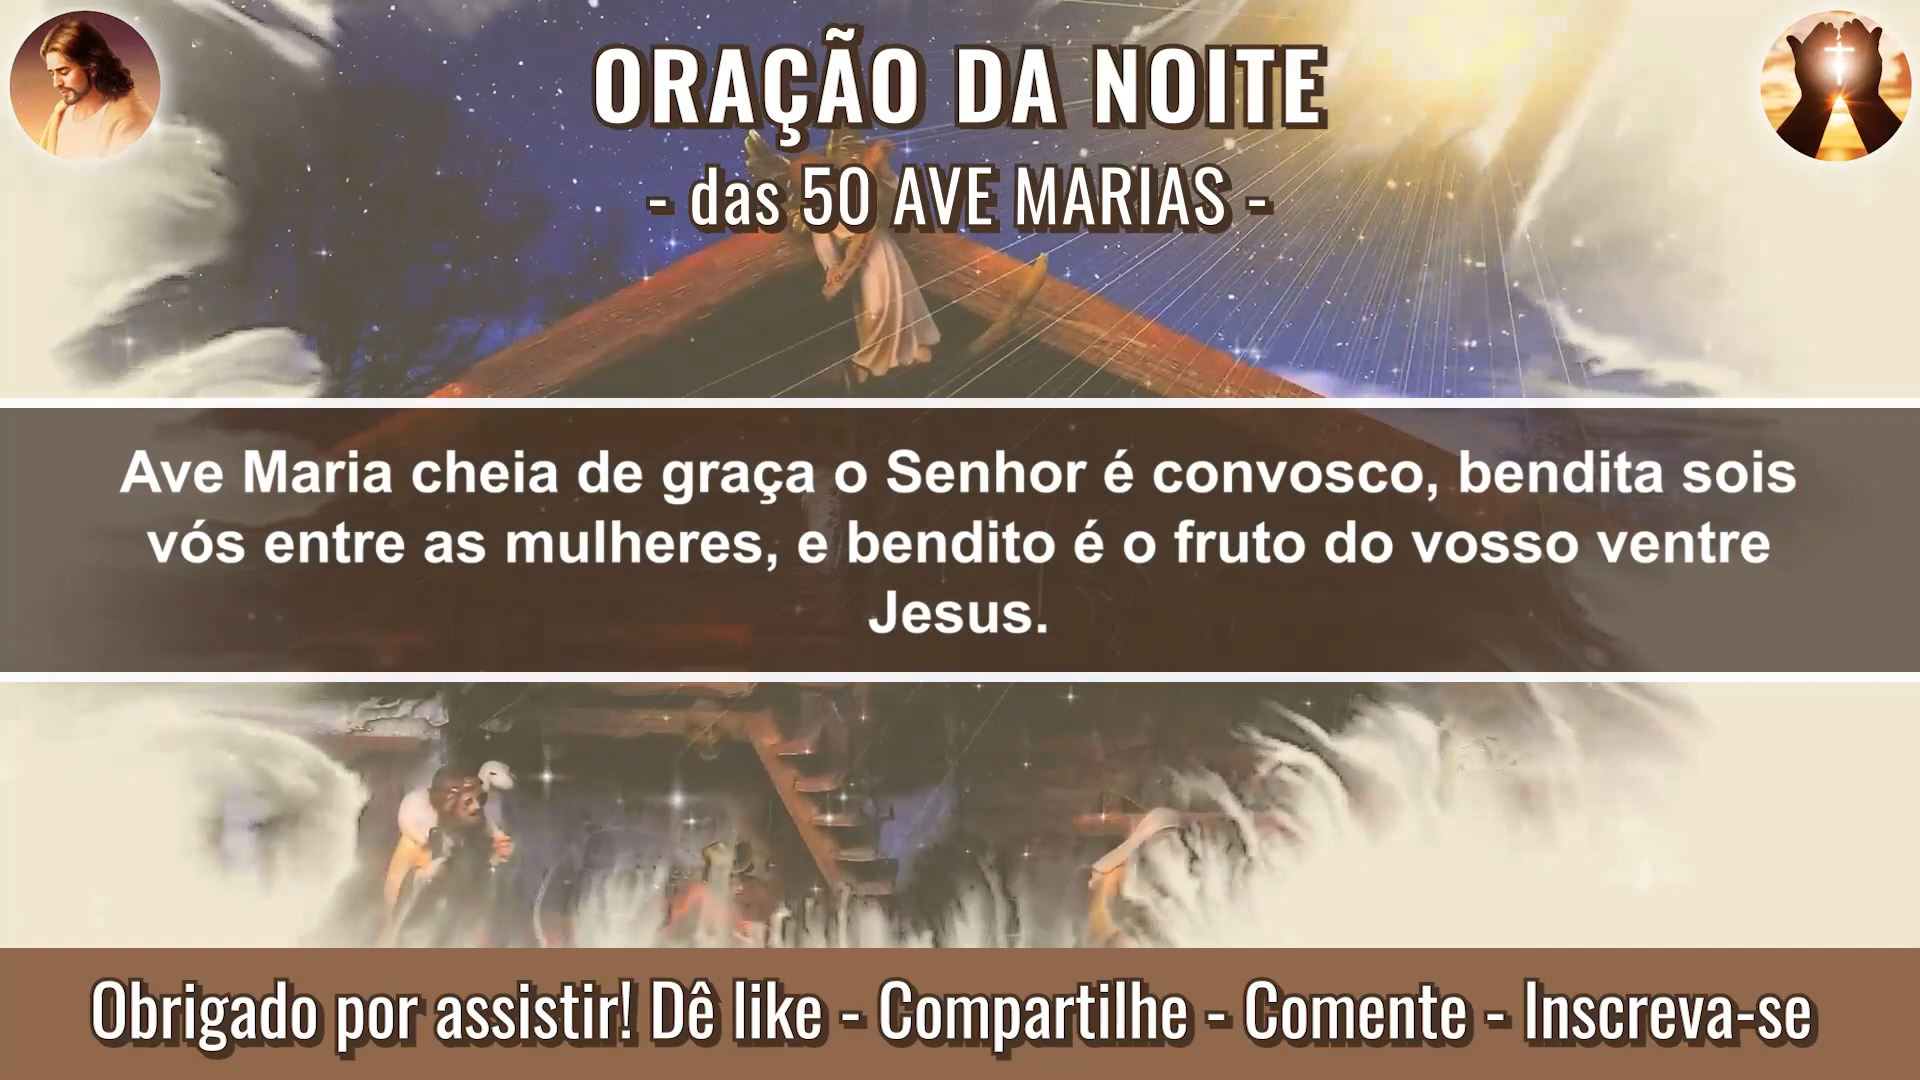 ORAÇÃO DA NOITE
- das 50 AVE MARIAS -
Ave Maria cheia de graça o Senhor é convosco, bendita sois
vós entre as mulheres, e bendito é o fruto do vosso ventre
Jesus.
Obrigado por assistir! Dê like - Compartilhe - Comente - Inscreva-se